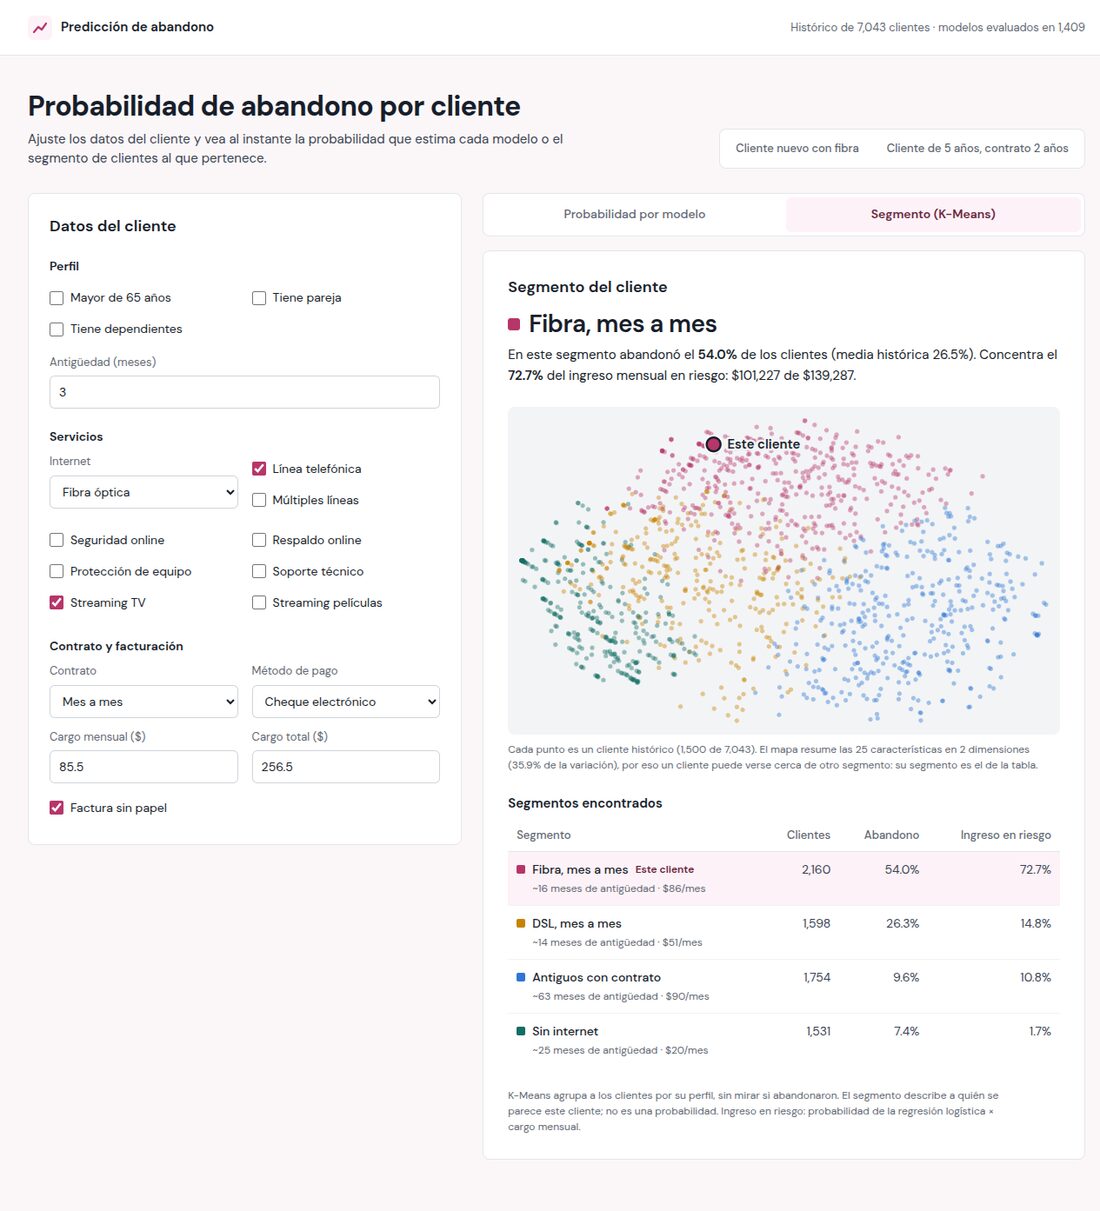 Predicción de abandono
Histórico de 7,043 clientes · modelos evaluados en 1,409
Probabilidad de abandono por cliente
Ajuste los datos del cliente y vea al instante la probabilidad que estima cada modelo o el
segmento de clientes al que pertenece.
Cliente nuevo con fibra
Cliente de 5 años, contrato 2 años
Datos del cliente
Perfil
Mayor de 65 años
Tiene pareja
Tiene dependientes
Antigüedad (meses)
3
Servicios
Internet
Fibra óptica
Línea telefónica
Múltiples líneas
Seguridad online
Respaldo online
Protección de equipo
Soporte técnico
Streaming TV
Streaming películas
Contrato y facturación
Contrato
Método de pago
Mes a mes
Cheque electrónico
Cargo mensual ($)
Cargo total ($)
85.5
256.5
Factura sin papel
Probabilidad por modelo
Segmento (K-Means)
Segmento del cliente
Fibra, mes a mes
En este segmento abandonó el 54.0% de los clientes (media histórica 26.5%). Concentra el
72.7% del ingreso mensual en riesgo: $101,227 de $139,287.
Este cliente
Cada punto es un cliente histórico (1,500 de 7,043). El mapa resume las 25 características en 2 dimensiones
(35.9% de la variación), por eso un cliente puede verse cerca de otro segmento: su segmento es el de la tabla.
Segmentos encontrados
Segmento Clientes Abandono Ingreso en riesgo
Fibra, mes a mes Este cliente 2,160 54.0% 72.7%
~16 meses de antigüedad · $86/mes
DSL, mes a mes 1,598 26.3% 14.8%
~14 meses de antigüedad · $51/mes
Antiguos con contrato 1,754 9.6% 10.8%
~63 meses de antigüedad · $90/mes
Sin internet 1,531 7.4% 1.7%
~25 meses de antigüedad · $20/mes
K-Means agrupa a los clientes por su perfil, sin mirar si abandonaron. El segmento describe a quién se
parece este cliente; no es una probabilidad. Ingreso en riesgo: probabilidad de la regresión logística ×
cargo mensual.